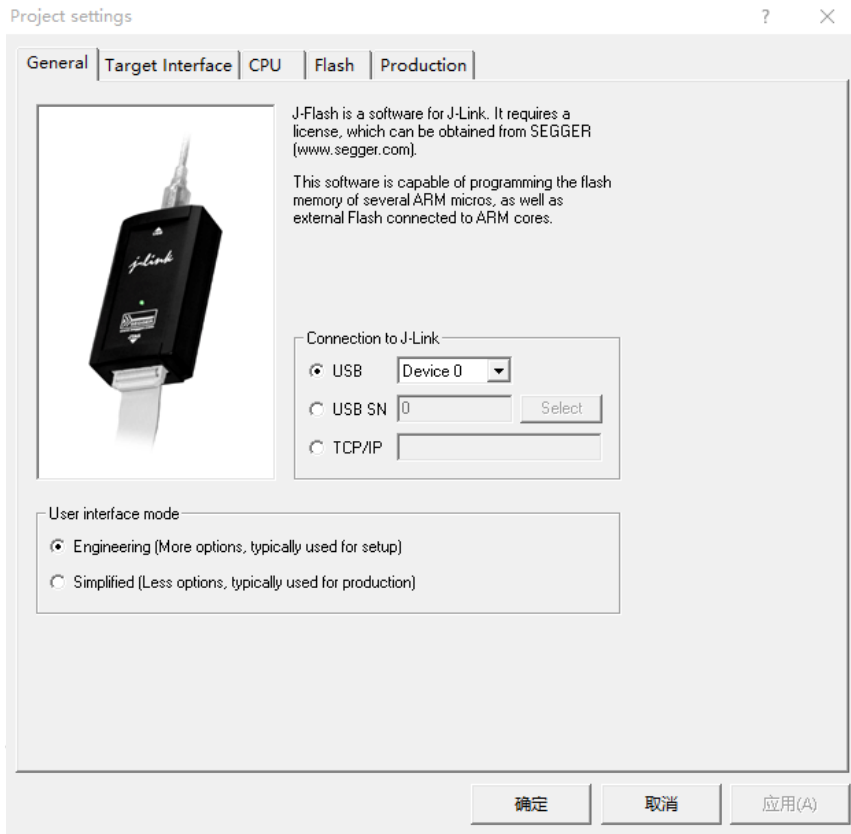 Project settings
General Target Interface CPU Flash Production
J-Flash is a software for J-Link. It requires a
license, which can be obtained from SEGGER
(www.segger.com).
This software is capable of programming the flash
memory of several ARM micros, as well as
external Flash connected to ARM cores.
j-link
Connection to J-Link
USB Device 0
USB SN 0 Select
TCP/IP
User interface mode
Engineering (More options, typically used for setup)
Simplified (Less options, typically used for production)
确定 取消 应用(A)